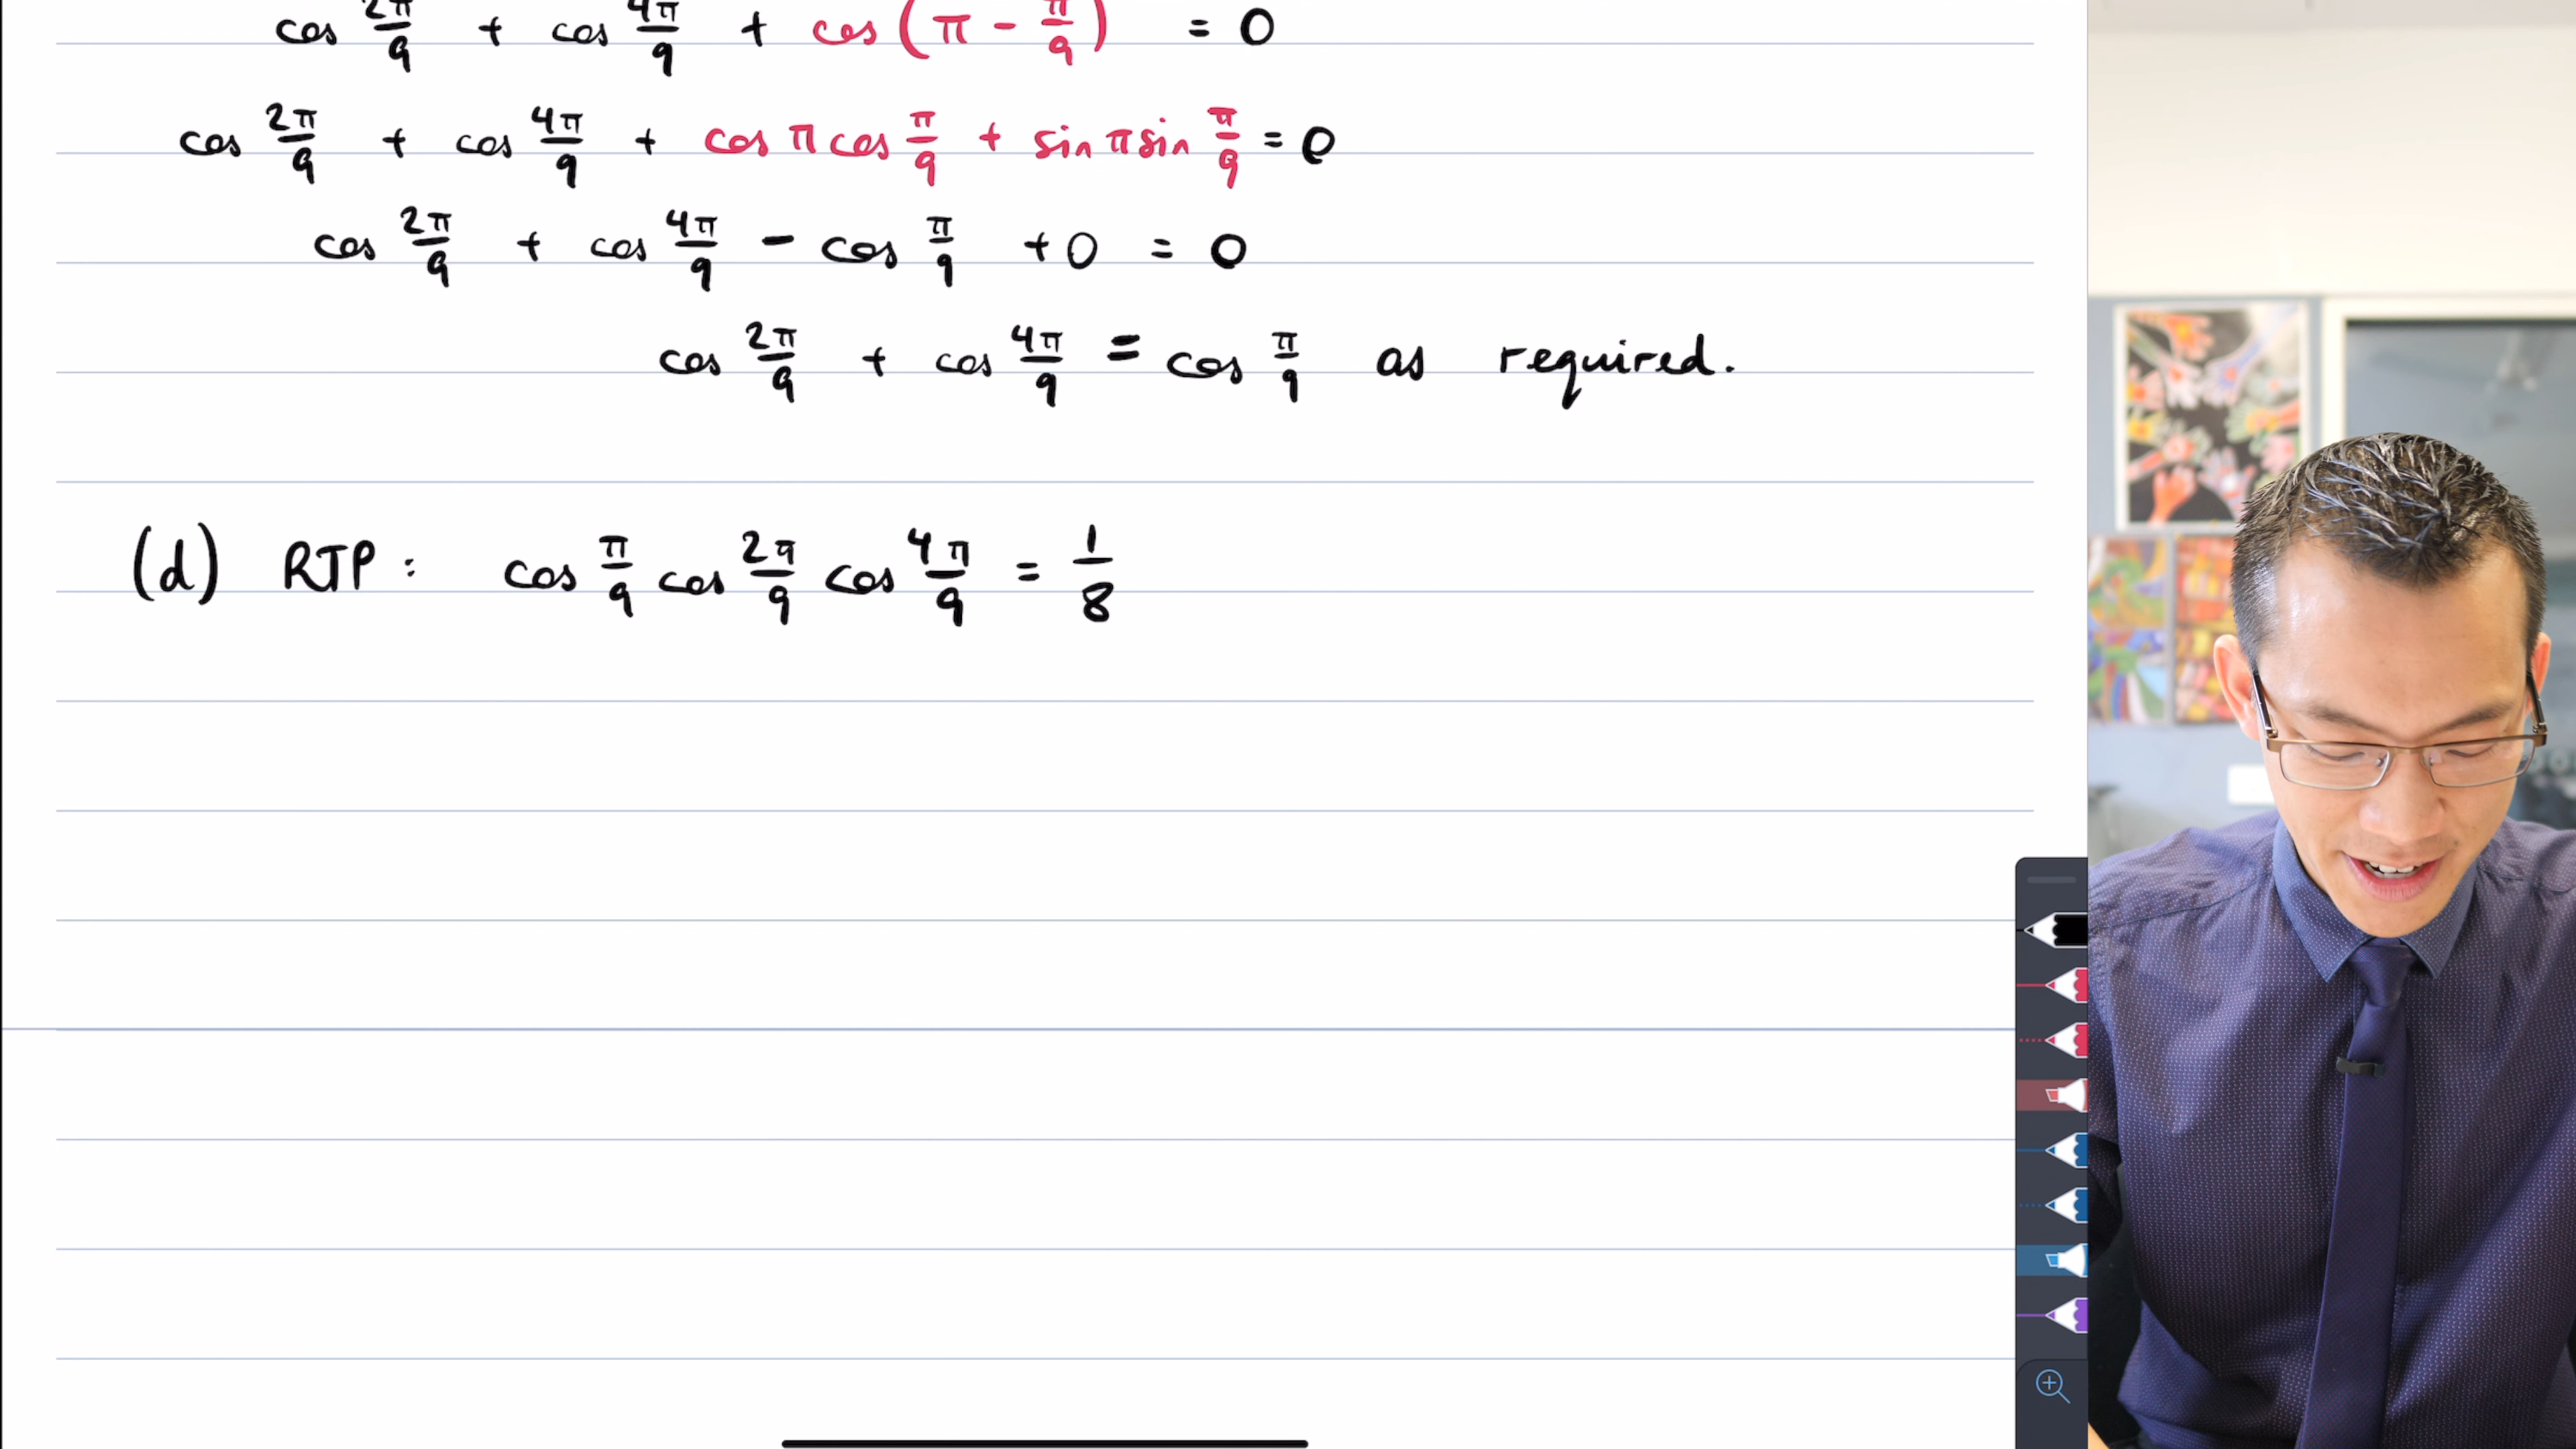 cos 2π/9 + cos 4π/9 + cos (π - π/9) = 0
cos 2π/9 + cos 4π/9 + cos π cos π/9 + sin π sin π/9 = 0
cos 2π/9 + cos 4π/9 - cos π/9 + 0 = 0
cos 2π/9 + cos 4π/9 = cos π/9 as required.
(d) RTP: cos π/9 cos 2π/9 cos 4π/9 = 1/8